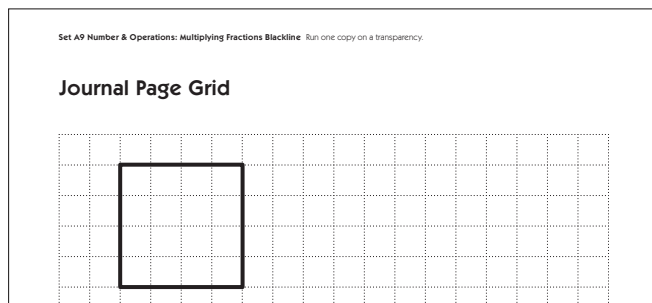 Set A9 Number & Operations: Multiplying Fractions Blackline Run one copy on a transparency.
Journal Page Grid